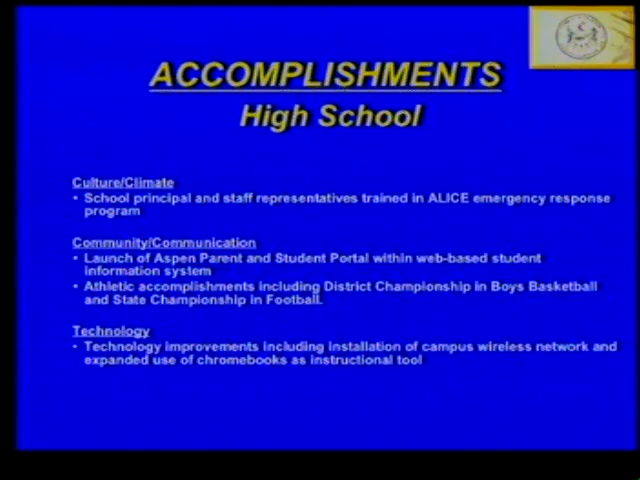 ACCOMPLISHMENTS
High School
Culture/Climate
• School principal and staff representatives trained in ALICE emergency response
program
Community/Communication
• Launch of Aspen Parent and Student Portal within web-based student
information system
• Athletic accomplishments including District Championship in Boys Basketball
and State Championship in Football.
Technology
• Technology improvements including installation of campus wireless network and
expanded use of chromebooks as instructional tool